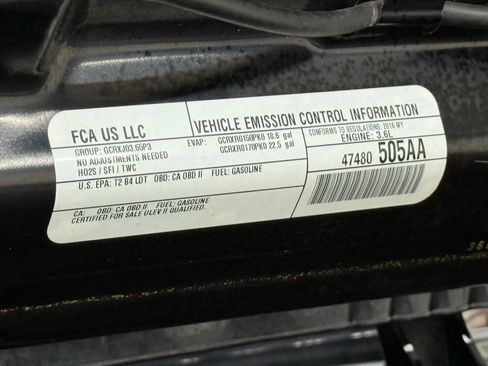 FCA US LLC
VEHICLE EMISSION CONTROL INFORMATION
GROUP: GCRXJ03.65P3
EVAP: GCRXR0150PK0 18.6 gal
CONFORMS TO REGULATIONS: 2016 MY
NO ADJUSTMENTS NEEDED
GCRXR0170PK0 22.5 gal
ENGINE: 3.6L
HO2S / SFI / TWC
47480 505AA
U.S. EPA: T2 B4 LDT OBD: CA OBD II FUEL: GASOLINE
CA: OBD: CA OBD II FUEL: GASOLINE
CERTIFIED FOR SALE ULEV II QUALIFIED.